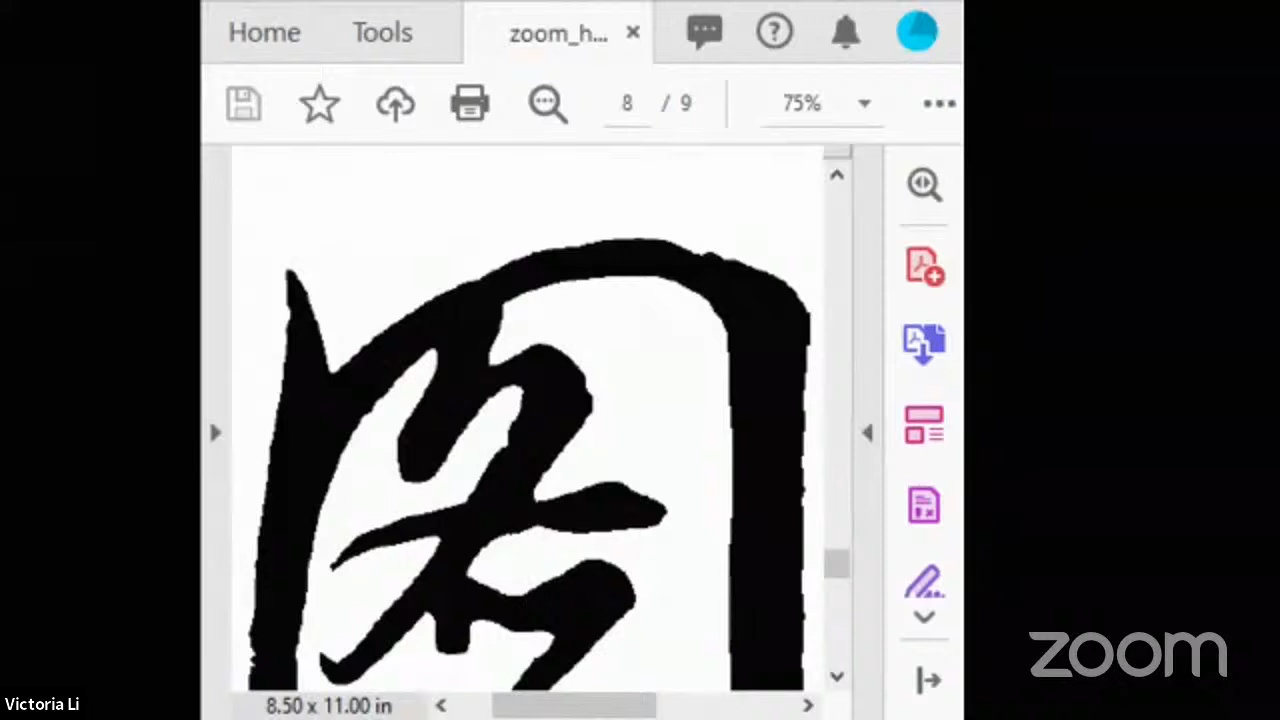 Home Tools zoom_h...
8 / 9 75%
8.50 x 11.00 in
Victoria Li
zoom